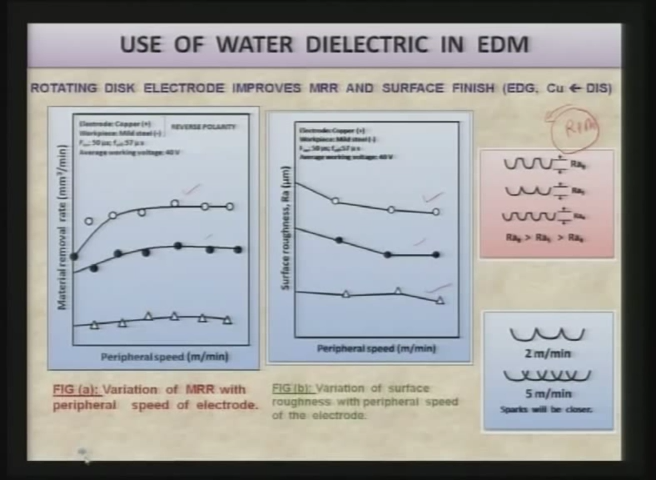 USE OF WATER DIELECTRIC IN EDM
ROTATING DISK ELECTRODE IMPROVES MRR AND SURFACE FINISH (EDG, Cu ← DIS)
Electrode: Copper (+)
REVERSE POLARITY
Workpiece: Mild steel (-)
Average working voltage: 40 V
Material removal rate (mm³/min)
Peripheral speed (m/min)
Electrode: Copper (+)
Workpiece: Mild steel (-)
Average working voltage: 40 V
Surface roughness, Ra (µm)
Peripheral speed (m/min)
RPM
2 m/min
5 m/min
Sparks will be closer.
FIG (a): Variation of MRR with
peripheral speed of electrode.
FIG(b): Variation of surface
roughness with peripheral speed
of the electrode.